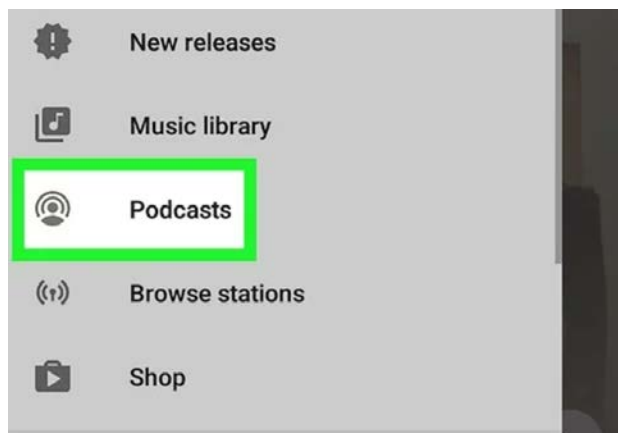 New releases
Music library
Podcasts
Browse stations
Shop